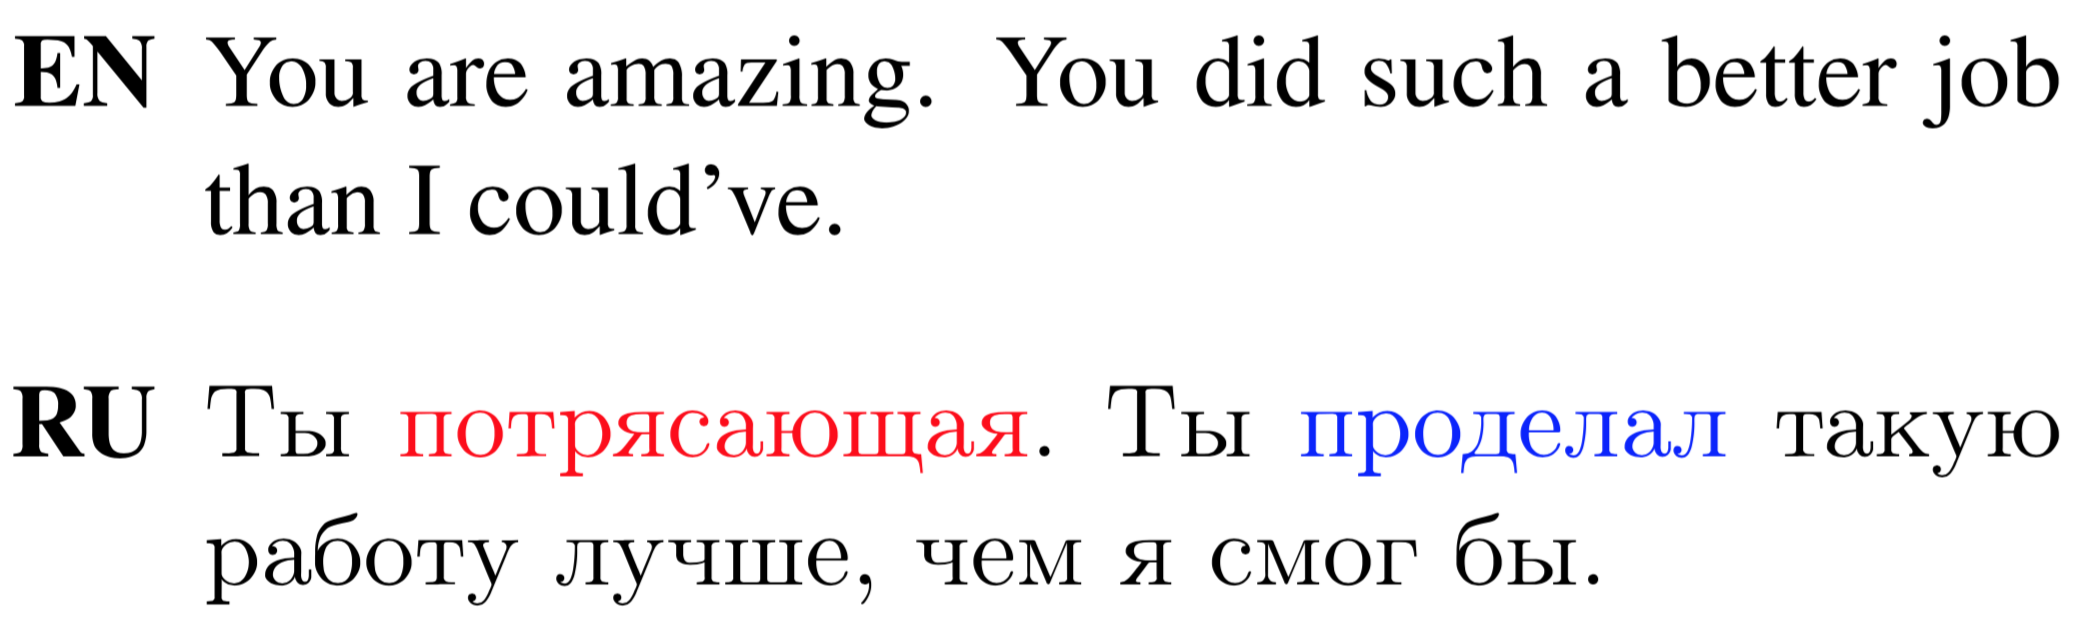 EN You are amazing. You did such a better job
than I could’ve.
RU Ты потрясающая. Ты проделал такую
работу лучше, чем я смог бы.